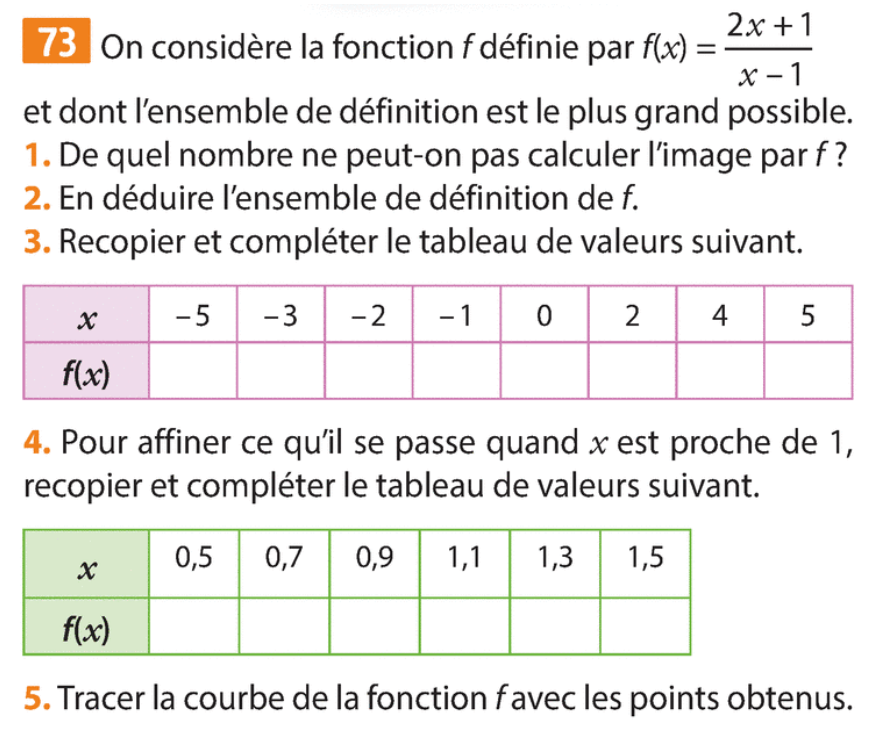 73 On considère la fonction f définie par f(x) = (2x + 1)/(x – 1)
et dont l’ensemble de définition est le plus grand possible.
1. De quel nombre ne peut-on pas calculer l’image par f ?
2. En déduire l’ensemble de définition de f.
3. Recopier et compléter le tableau de valeurs suivant.
x – 5 – 3 – 2 – 1 0 2 4 5
f(x)
4. Pour affiner ce qu’il se passe quand x est proche de 1,
recopier et compléter le tableau de valeurs suivant.
x 0,5 0,7 0,9 1,1 1,3 1,5
f(x)
5. Tracer la courbe de la fonction f avec les points obtenus.